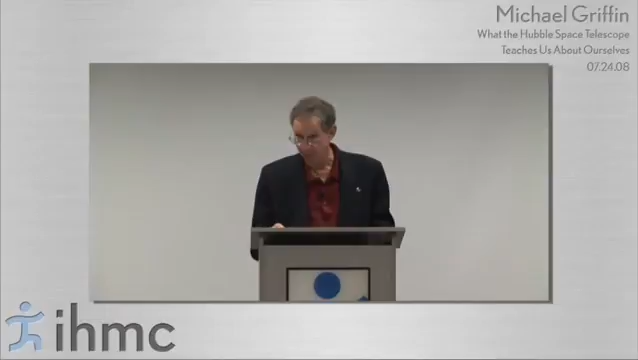 Michael Griffin
What the Hubble Space Telescope
Teaches Us About Ourselves
07.24.08
ihmc